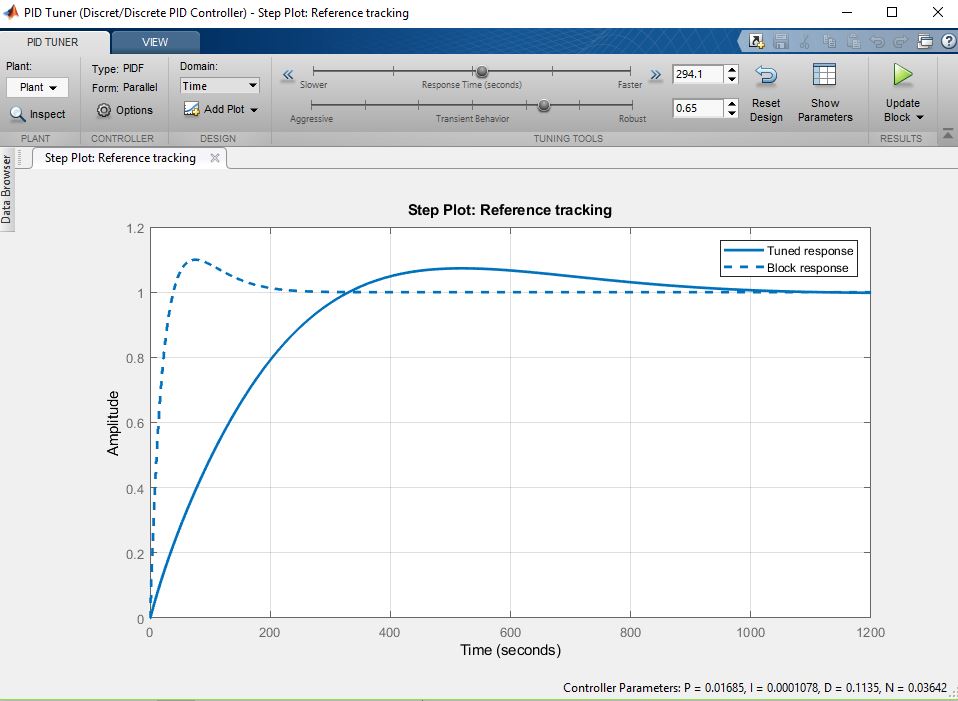 PID Tuner (Discret/Discrete PID Controller) - Step Plot: Reference tracking
PID TUNER
VIEW
Plant:
Plant
Inspect
PLANT
Type: PIDF
Form: Parallel
Options
CONTROLLER
Domain:
Time
Add Plot
DESIGN
Slower
Response Time (seconds)
Faster
294.1
Aggressive
Transient Behavior
Robust
0.65
Reset
Design
Show
Parameters
TUNING TOOLS
Update
Block
RESULTS
Data Browser
Step Plot: Reference tracking
Step Plot: Reference tracking
Tuned response
Block response
1.2
1
0.8
0.6
0.4
0.2
0
Amplitude
0
200
400
600
800
1000
1200
Time (seconds)
Controller Parameters: P = 0.01685, I = 0.0001078, D = 0.1135, N = 0.03642